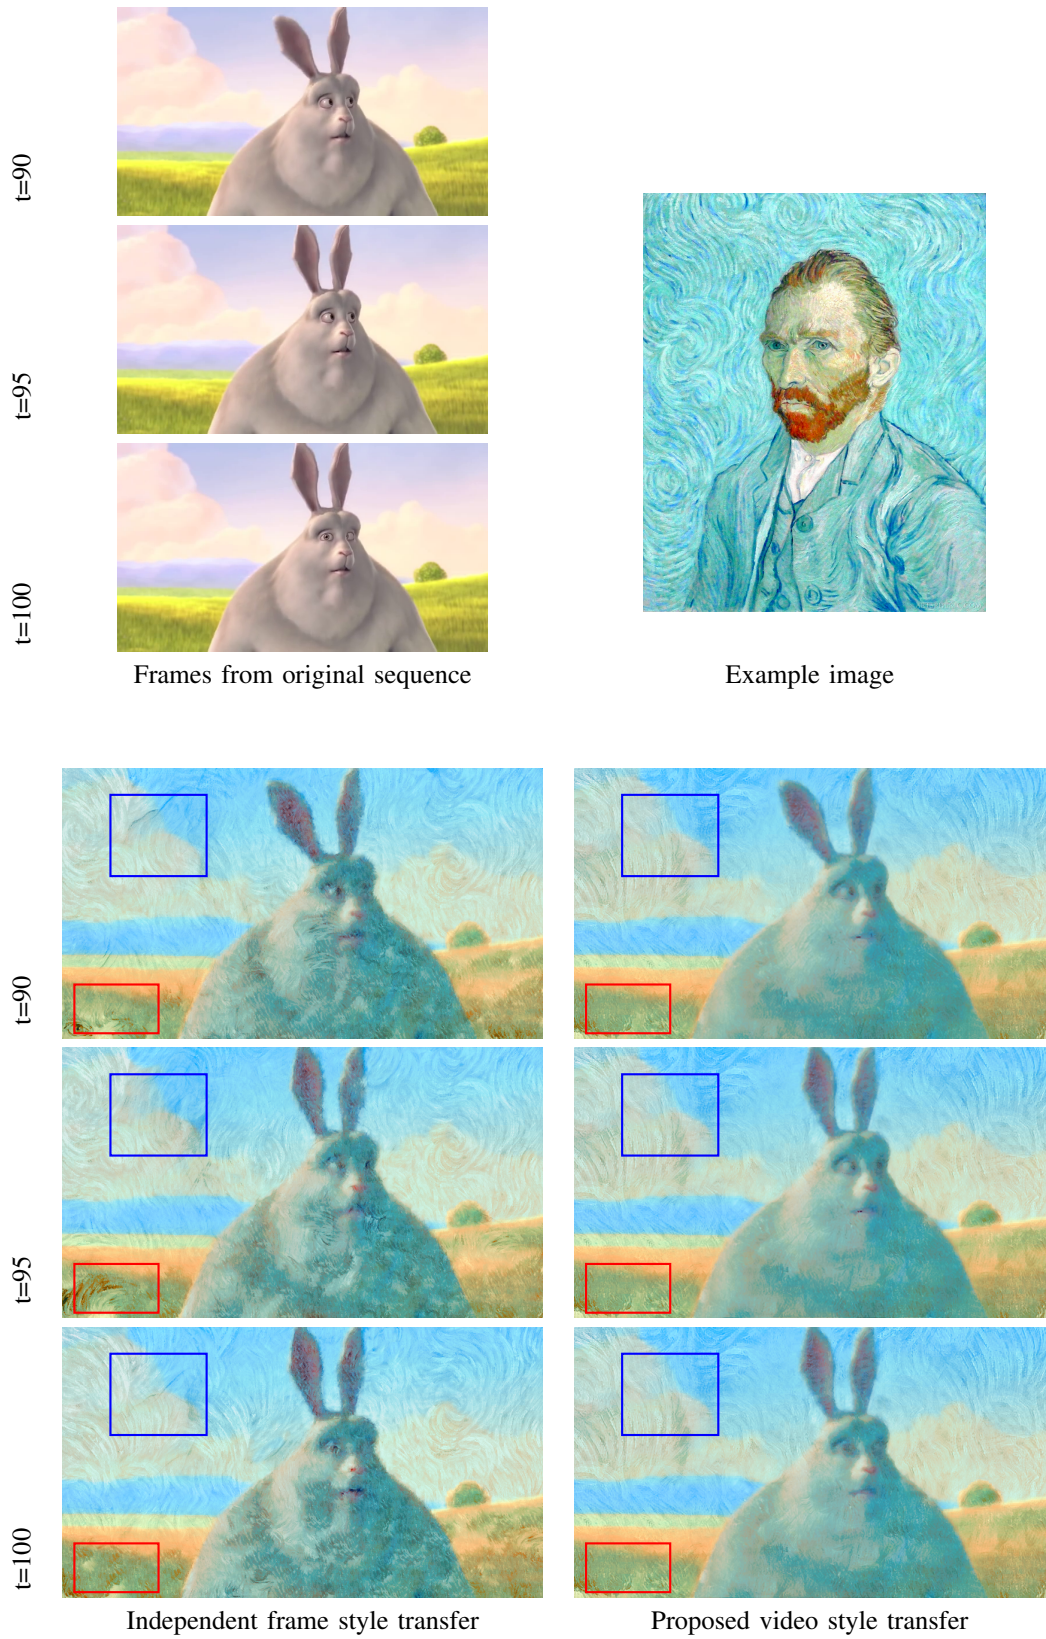 t=90
t=95
t=100
Frames from original sequence
Example image
t=90
t=95
t=100
Independent frame style transfer
Proposed video style transfer